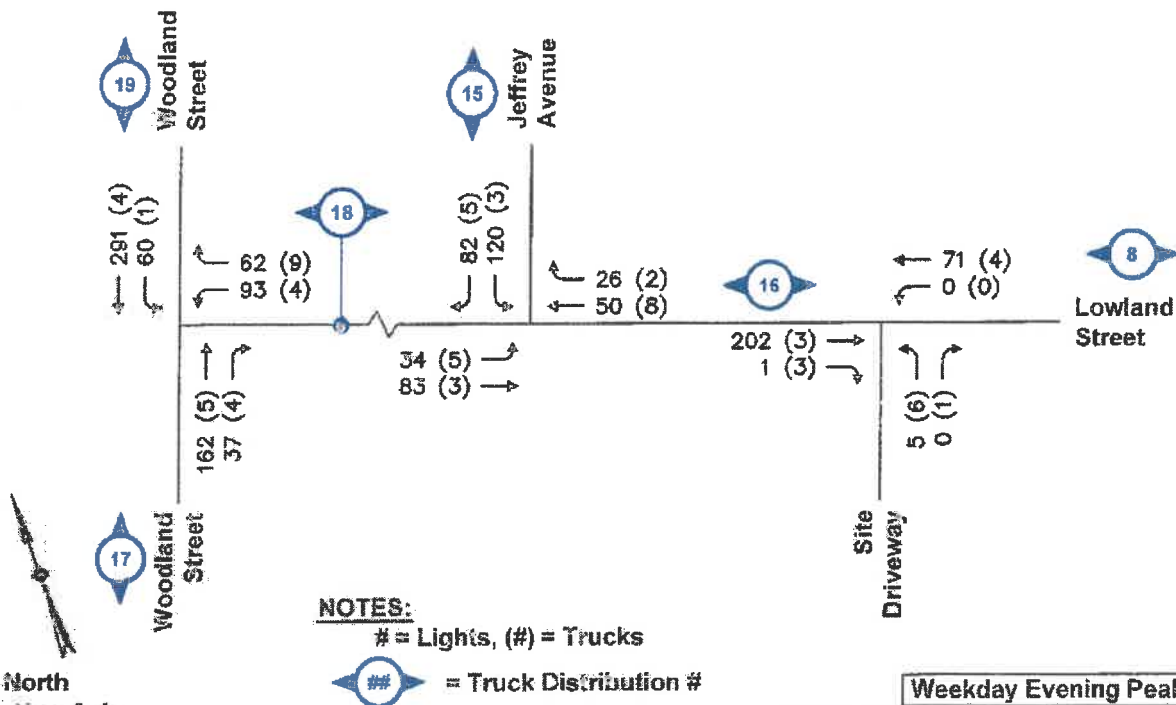 19
Woodland
Street
291 (4)
60 (1)
62 (9)
93 (4)
18
15
Jeffrey
Avenue
82 (5)
120 (3)
26 (2)
50 (8)
16
71 (4)
0 (0)
8
Lowland
Street
34 (5)
83 (3)
202 (3)
1 (3)
162 (5)
37 (4)
5 (6)
0 (1)
17
Woodland
Street
Site
Driveway
North
NOTES:
# = Lights, (#) = Trucks
## = Truck Distribution #
Weekday Evening Peak